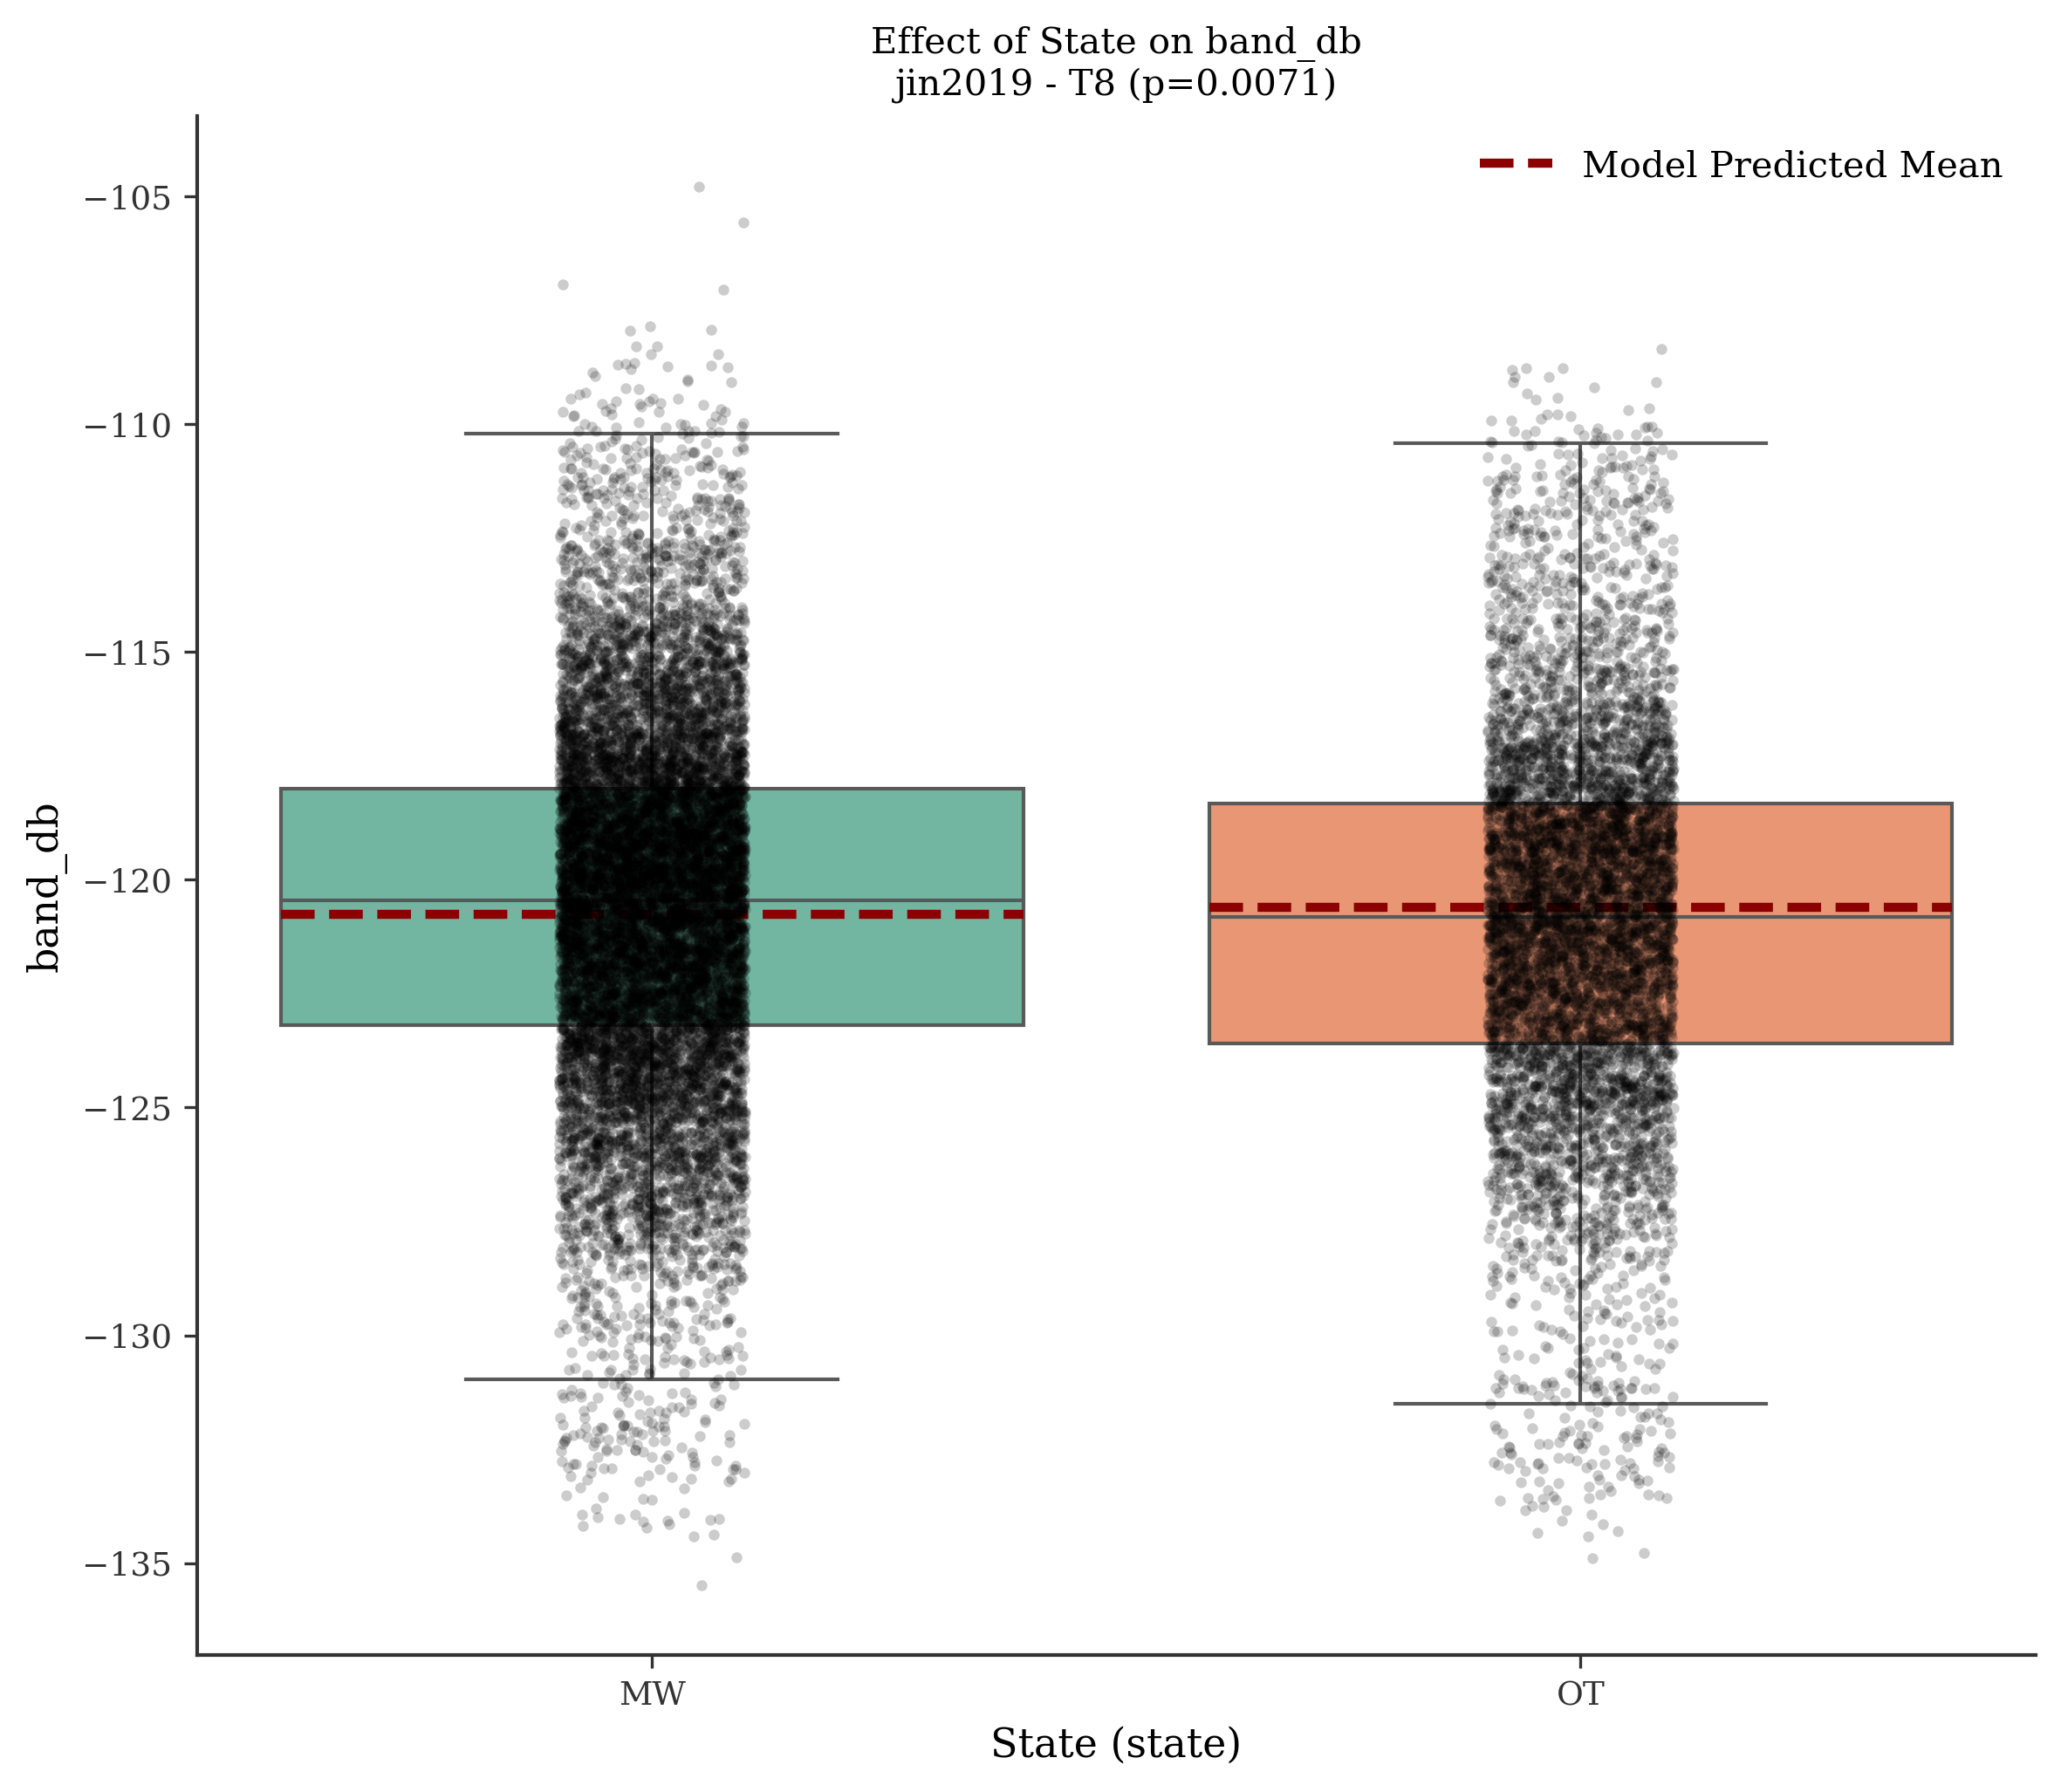 Effect of State on band_db
jin2019 - T8 (p=0.0071)
Model Predicted Mean
band_db
−105
−110
−115
−120
−125
−130
−135
MW
OT
State (state)